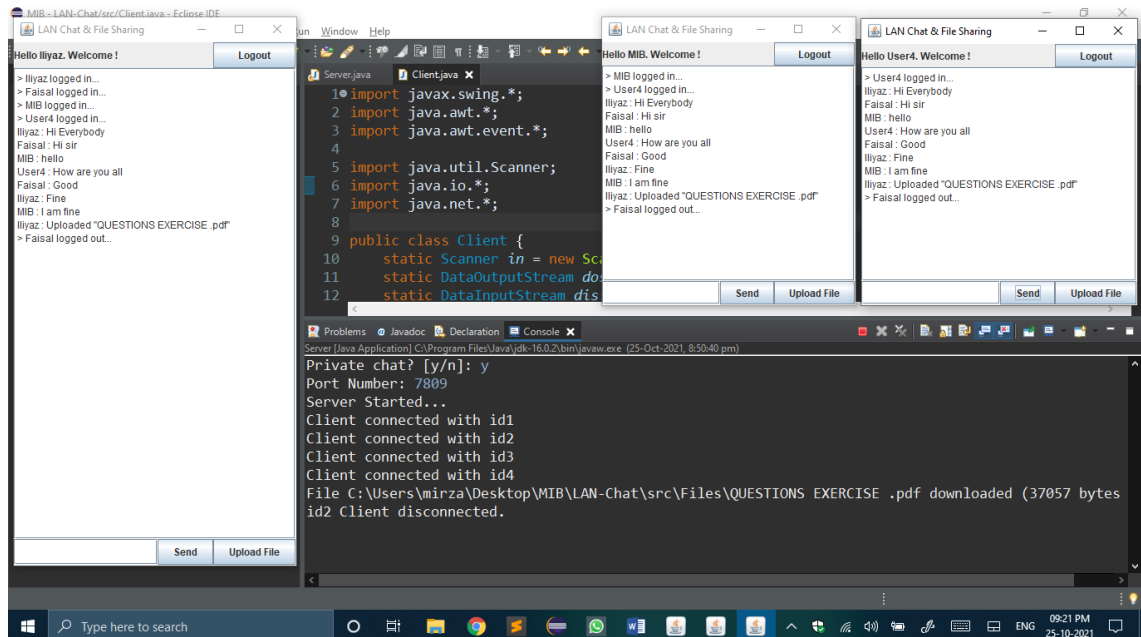 MIB - LAN-Chat/src/Client.java - Eclipse IDE
LAN Chat & File Sharing
Hello Iliyaz. Welcome !
Logout
> Iliyaz logged in...
> Faisal logged in...
> MIB logged in...
> User4 logged in...
Iliyaz : Hi Everybody
Faisal : Hi sir
MIB : hello
User4 : How are you all
Faisal : Good
Iliyaz : Fine
MIB : I am fine
Iliyaz : Uploaded "QUESTIONS EXERCISE .pdf"
> Faisal logged out...
Send
Upload File
Window Help
Server.java
Client.java
1 import javax.swing.*;
2 import java.awt.*;
3 import java.awt.event.*;
4
5 import java.util.Scanner;
6 import java.io.*;
7 import java.net.*;
8
9 public class Client {
10 static Scanner in = new Sc
11 static DataOutputStream do
12 static DataInputStream dis
LAN Chat & File Sharing
Hello MIB. Welcome !
Logout
> MIB logged in...
> User4 logged in...
Iliyaz : Hi Everybody
Faisal : Hi sir
MIB : hello
User4 : How are you all
Faisal : Good
Iliyaz : Fine
MIB : I am fine
Iliyaz : Uploaded "QUESTIONS EXERCISE .pdf"
> Faisal logged out...
Send
Upload File
LAN Chat & File Sharing
Hello User4. Welcome !
Logout
> User4 logged in...
Iliyaz : Hi Everybody
Faisal : Hi sir
MIB : hello
User4 : How are you all
Faisal : Good
Iliyaz : Fine
MIB : I am fine
Iliyaz : Uploaded "QUESTIONS EXERCISE .pdf"
> Faisal logged out...
Send
Upload File
Problems Javadoc Declaration Console
Server [Java Application] C:\Program Files\Java\jdk-16.0.2\bin\javaw.exe (25-Oct-2021, 8:50:40 pm)
Private chat? [y/n]: y
Port Number: 7809
Server Started...
Client connected with id1
Client connected with id2
Client connected with id3
Client connected with id4
File C:\Users\mirza\Desktop\MIB\LAN-Chat\src\Files\QUESTIONS EXERCISE .pdf downloaded (37057 bytes
id2 Client disconnected.
Type here to search
ENG
09:21 PM
25-10-2021